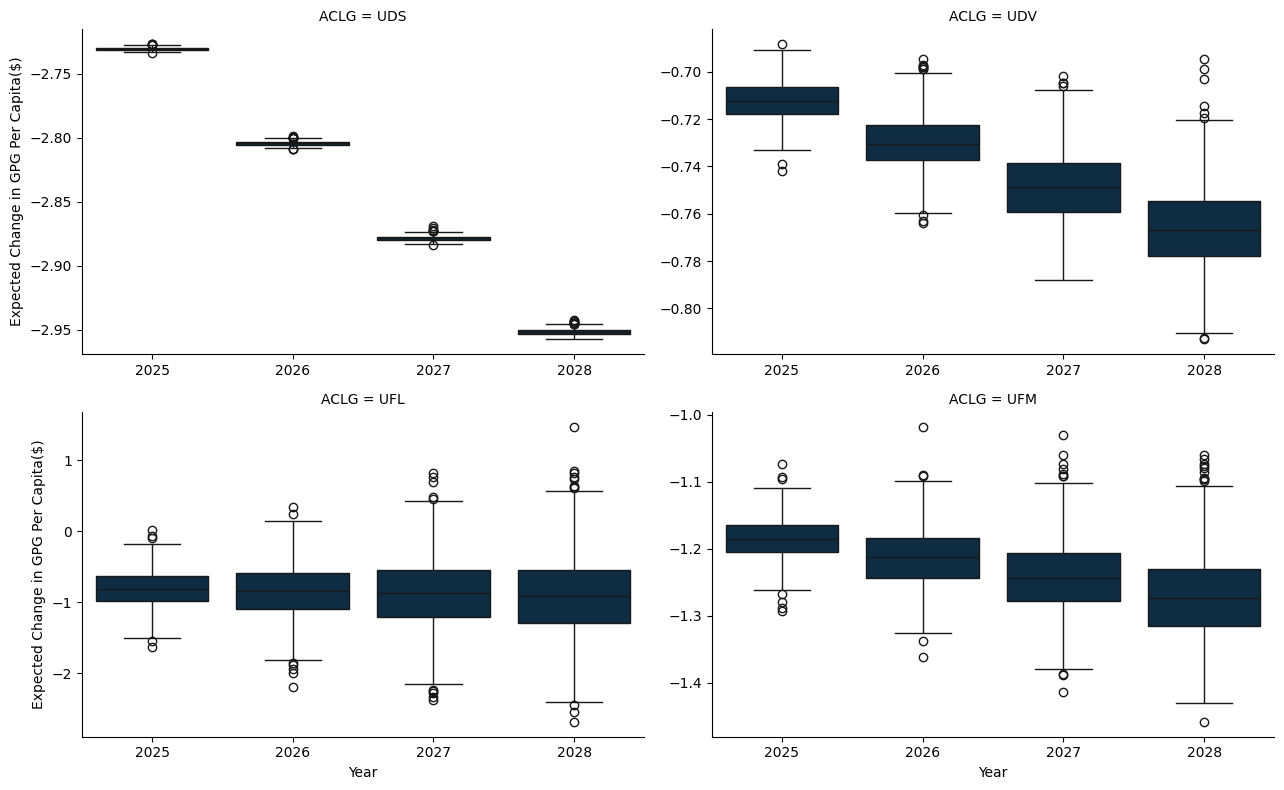 ACLG = UDS
Expected Change in GPG Per Capita($)
−2.75
−2.80
−2.85
−2.90
−2.95
2025 2026 2027 2028
ACLG = UDV
−0.70
−0.72
−0.74
−0.76
−0.78
−0.80
2025 2026 2027 2028
ACLG = UFL
Expected Change in GPG Per Capita($)
1
0
−1
−2
2025 2026 2027 2028
Year
ACLG = UFM
−1.0
−1.1
−1.2
−1.3
−1.4
2025 2026 2027 2028
Year